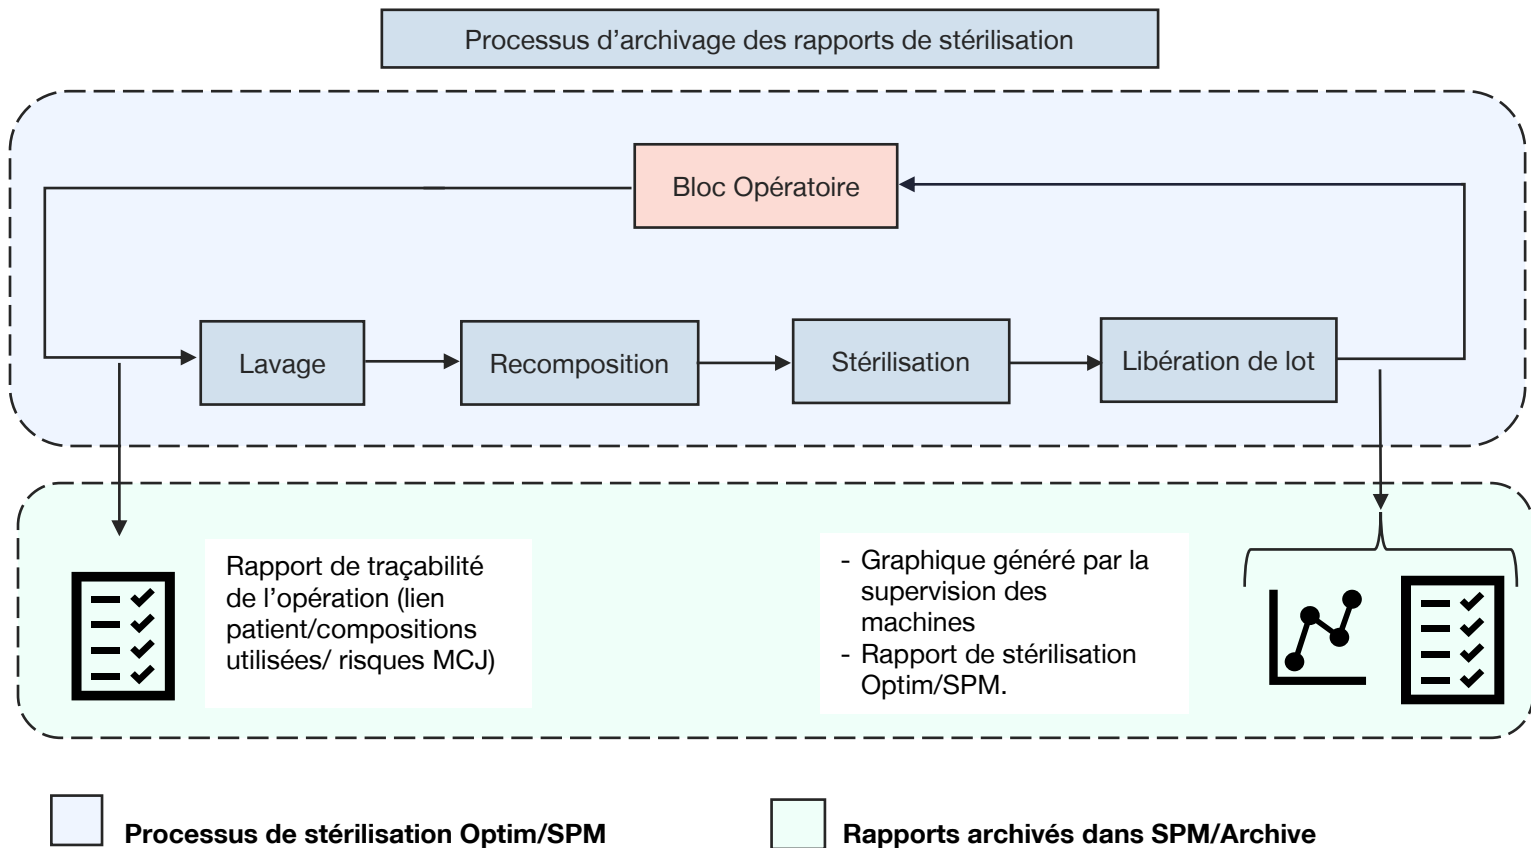 Processus d’archivage des rapports de stérilisation
Bloc Opératoire
Lavage
Recomposition
Stérilisation
Libération de lot
Rapport de traçabilité
de l’opération (lien
patient/compositions
utilisées/ risques MCJ)
- Graphique généré par la
supervision des
machines
- Rapport de stérilisation
Optim/SPM.
Processus de stérilisation Optim/SPM
Rapports archivés dans SPM/Archive